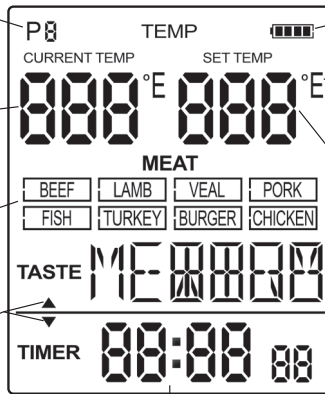 P8 TEMP
CURRENT TEMP SET TEMP
888°E 888°E
MEAT
BEEF LAMB VEAL PORK
FISH TURKEY BURGER CHICKEN
TASTE
TIMER 88:88 88